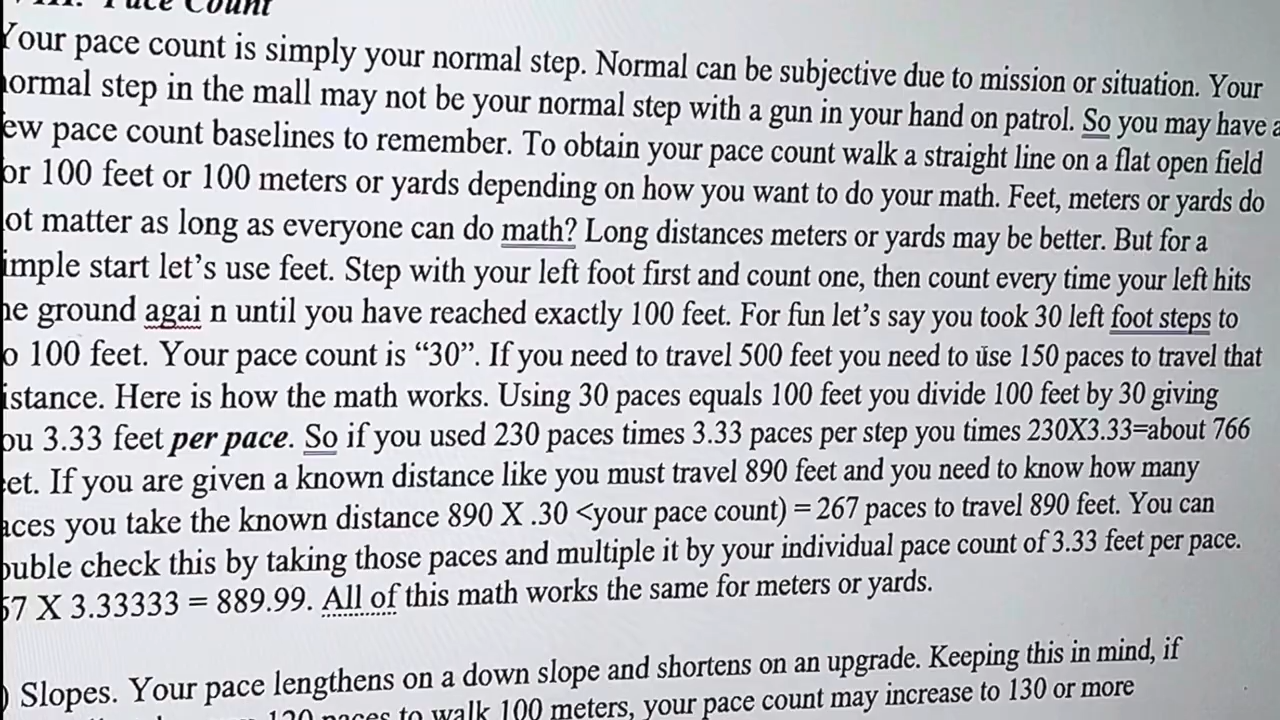 Pace Count
Your pace count is simply your normal step. Normal can be subjective due to mission or situation. Your
normal step in the mall may not be your normal step with a gun in your hand on patrol. So you may have a
ew pace count baselines to remember. To obtain your pace count walk a straight line on a flat open field
or 100 feet or 100 meters or yards depending on how you want to do your math. Feet, meters or yards do
ot matter as long as everyone can do math? Long distances meters or yards may be better. But for a
imple start let's use feet. Step with your left foot first and count one, then count every time your left hits
he ground agai n until you have reached exactly 100 feet. For fun let's say you took 30 left foot steps to
o 100 feet. Your pace count is “30”. If you need to travel 500 feet you need to use 150 paces to travel that
istance. Here is how the math works. Using 30 paces equals 100 feet you divide 100 feet by 30 giving
ou 3.33 feet per pace. So if you used 230 paces times 3.33 paces per step you times 230X3.33=about 766
eet. If you are given a known distance like you must travel 890 feet and you need to know how many
aces you take the known distance 890 X .30 <your pace count) = 267 paces to travel 890 feet. You can
ouble check this by taking those paces and multiple it by your individual pace count of 3.33 feet per pace.
67 X 3.33333 = 889.99. All of this math works the same for meters or yards.
) Slopes. Your pace lengthens on a down slope and shortens on an upgrade. Keeping this in mind, if
120 paces to walk 100 meters, your pace count may increase to 130 or more